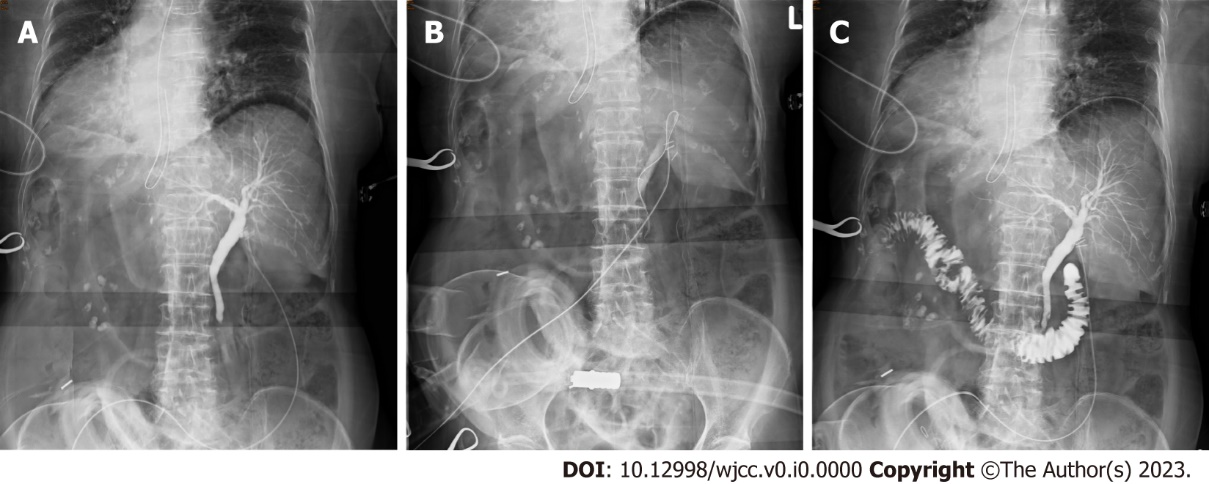 A
B
L
C
DOI: 10.12998/wjcc.v0.i0.0000 Copyright ©The Author(s) 2023.